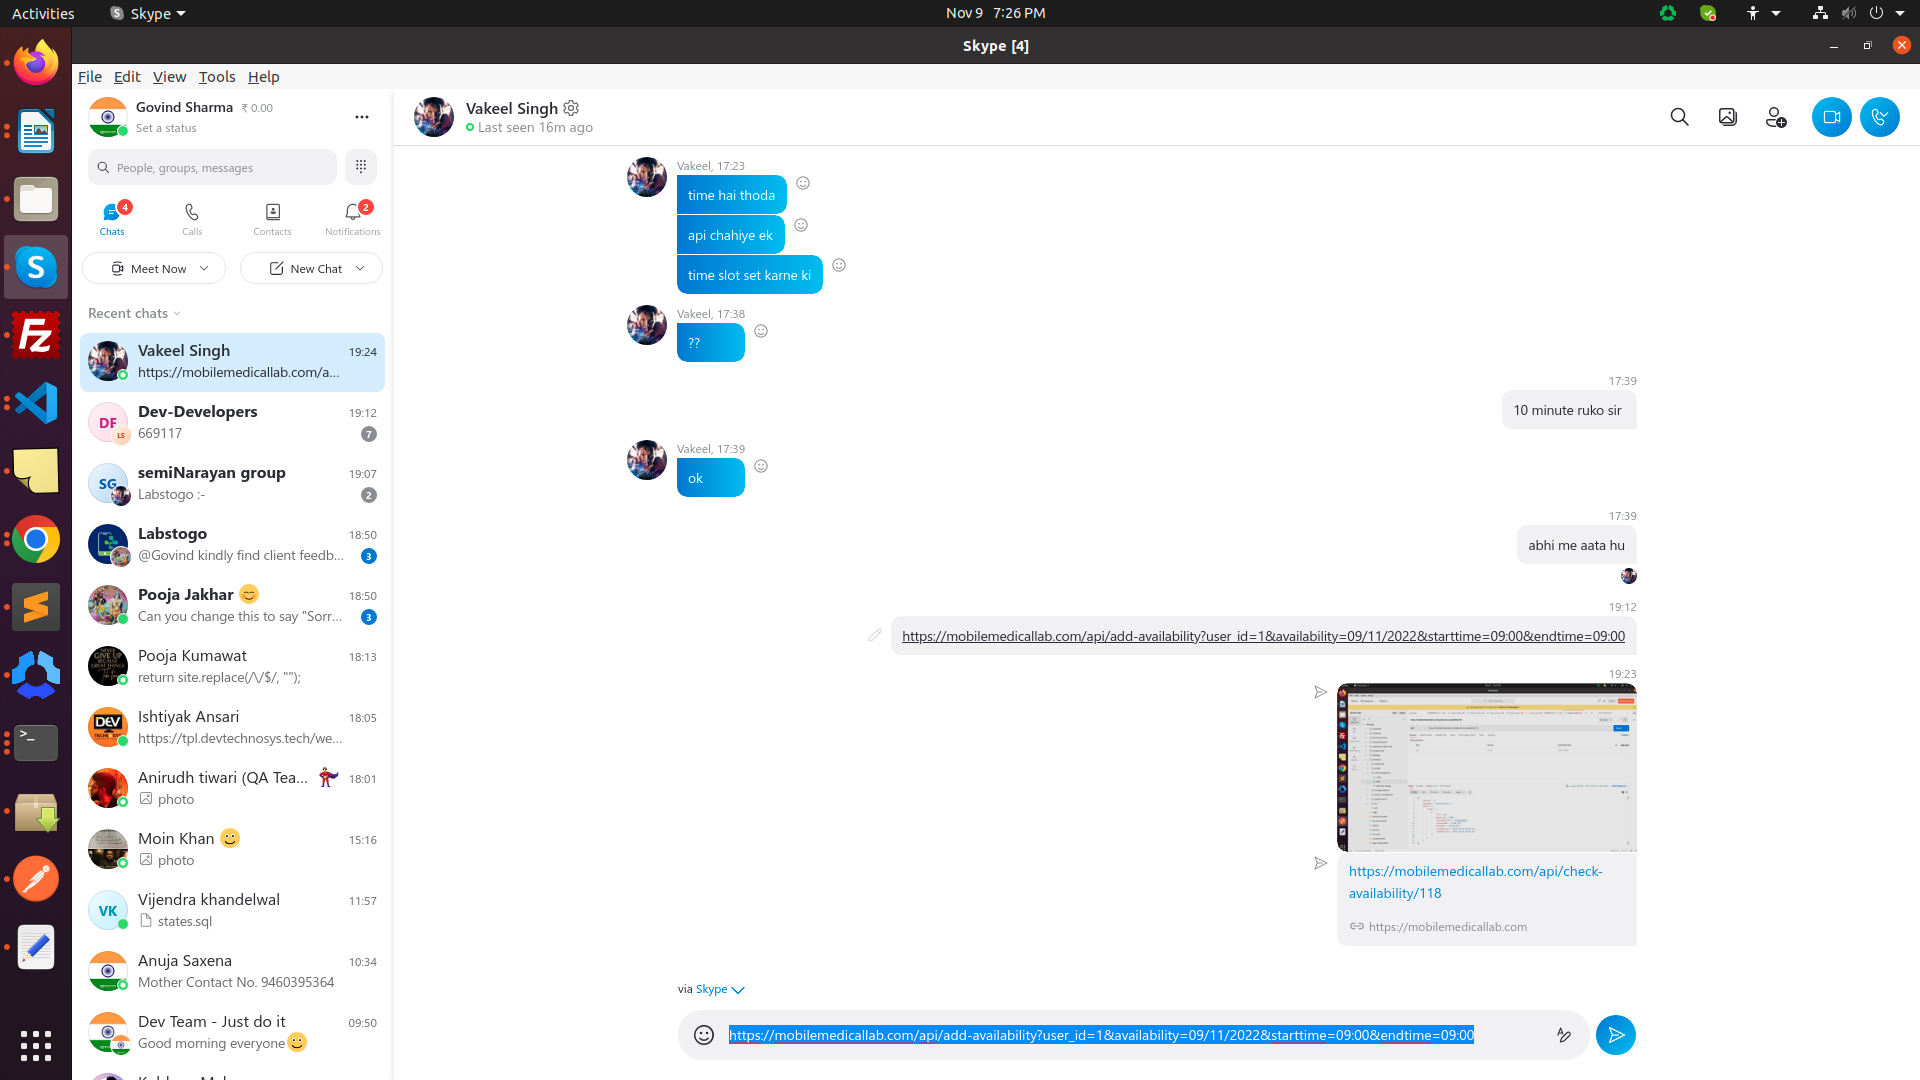 Activities
Skype
Nov 9 7:26 PM
Skype [4]
File Edit View Tools Help
Govind Sharma ₹ 0.00
Set a status
People, groups, messages
4
Chats
Calls
Contacts
2
Notifications
Meet Now
New Chat
Recent chats
Vakeel Singh 19:24
https://mobilemedicallab.com/a...
DF
LS
Dev-Developers 19:12
669117 7
SG
semiNarayan group 19:07
Labstogo :- 2
Labstogo 18:50
@Govind kindly find client feedb... 3
Pooja Jakhar 😊 18:50
Can you change this to say "Sorr... 3
Pooja Kumawat 18:13
return site.replace(/\/$/, "");
Ishtiyak Ansari 18:05
https://tpl.devtechnosys.tech/we...
Anirudh tiwari (QA Tea... 18:01
photo
Moin Khan 🙂 15:16
photo
VK
Vijendra khandelwal 11:57
states.sql
Anuja Saxena 10:34
Mother Contact No. 9460395364
Dev Team - Just do it 09:50
Good morning everyone🙂
Vakeel Singh
Last seen 16m ago
Vakeel, 17:23
time hai thoda
api chahiye ek
time slot set karne ki
Vakeel, 17:38
??
17:39
10 minute ruko sir
Vakeel, 17:39
ok
17:39
abhi me aata hu
19:12
https://mobilemedicallab.com/api/add-availability?user_id=1&availability=09/11/2022&starttime=09:00&endtime=09:00
19:23
https://mobilemedicallab.com/api/check-
availability/118
https://mobilemedicallab.com
via Skype
https://mobilemedicallab.com/api/add-availability?user_id=1&availability=09/11/2022&starttime=09:00&endtime=09:00